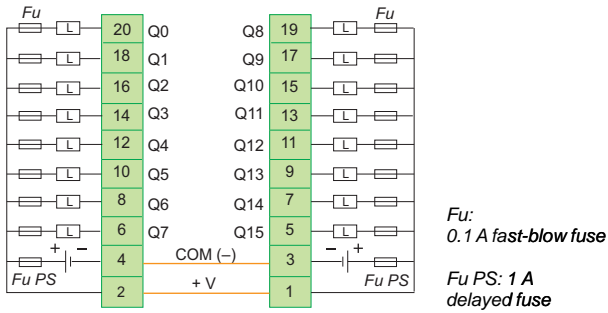 Fu Fu
L 20 Q0 Q8 19 L
L 18 Q1 Q9 17 L
L 16 Q2 Q10 15 L
L 14 Q3 Q11 13 L
L 12 Q4 Q12 11 L
L 10 Q5 Q13 9 L
L 8 Q6 Q14 7 L
L 6 Q7 Q15 5 L
+ − 4 COM (–) 3 − +
Fu PS Fu PS
2 + V 1
Fu:
0.1 A fast-blow fuse
Fu PS: 1 A
delayed fuse